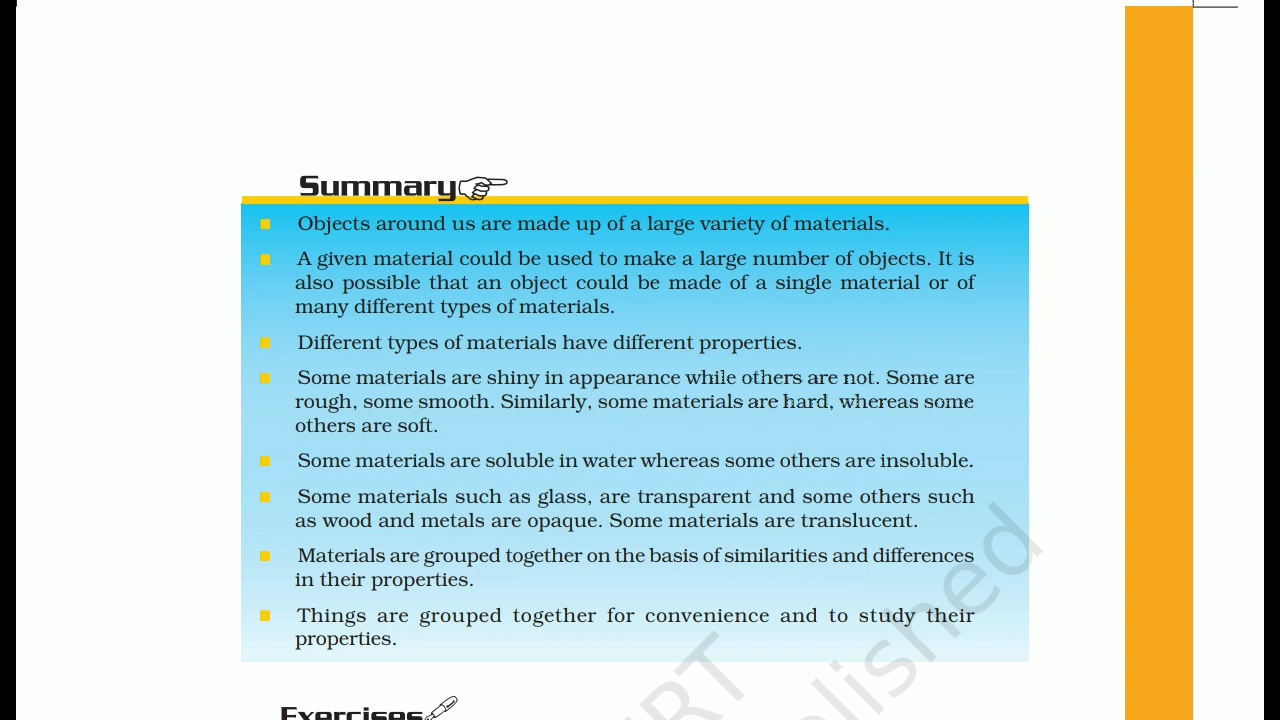 Summary
Objects around us are made up of a large variety of materials.
A given material could be used to make a large number of objects. It is
also possible that an object could be made of a single material or of
many different types of materials.
Different types of materials have different properties.
Some materials are shiny in appearance while others are not. Some are
rough, some smooth. Similarly, some materials are hard, whereas some
others are soft.
Some materials are soluble in water whereas some others are insoluble.
Some materials such as glass, are transparent and some others such
as wood and metals are opaque. Some materials are translucent.
Materials are grouped together on the basis of similarities and differences
in their properties.
Things are grouped together for convenience and to study their
properties.
Exercises